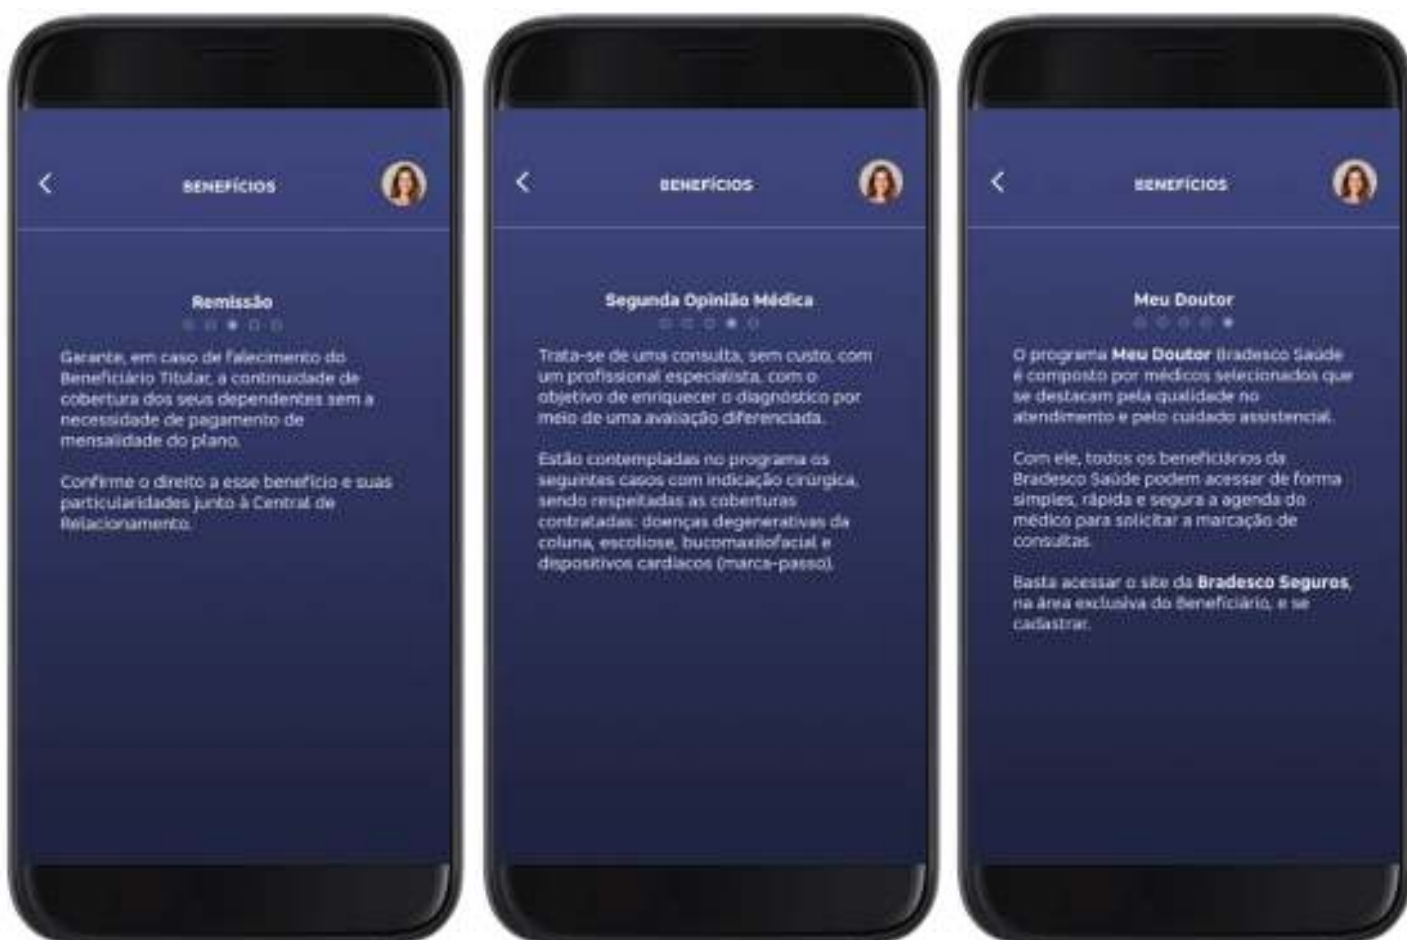 BENEFÍCIOS
Remissão
Garante, em caso de falecimento do
Beneficiário Titular, a continuidade de
cobertura dos seus dependentes sem a
necessidade de pagamento de
mensalidade do plano.
Confirme o direito a esse benefício e suas
particularidades junto à Central de
Relacionamento.
BENEFÍCIOS
Segunda Opinião Médica
Trata-se de uma consulta, sem custo, com
um profissional especialista, com o
objetivo de enriquecer o diagnóstico por
meio de uma avaliação diferenciada.
Estão contempladas no programa os
seguintes casos com indicação cirúrgica,
sendo respeitadas as coberturas
contratadas: doenças degenerativas da
coluna, escoliose, bucomaxilofacial e
dispositivos cardíacos (marca-passo).
BENEFÍCIOS
Meu Doutor
O programa Meu Doutor Bradesco Saúde
é composto por médicos selecionados que
se destacam pela qualidade no
atendimento e pelo cuidado assistencial.
Com ele, todos os beneficiários da
Bradesco Saúde podem acessar de forma
simples, rápida e segura a agenda do
médico para solicitar a marcação de
consultas.
Basta acessar o site da Bradesco Seguros,
na área exclusiva do Beneficiário, e se
cadastrar.